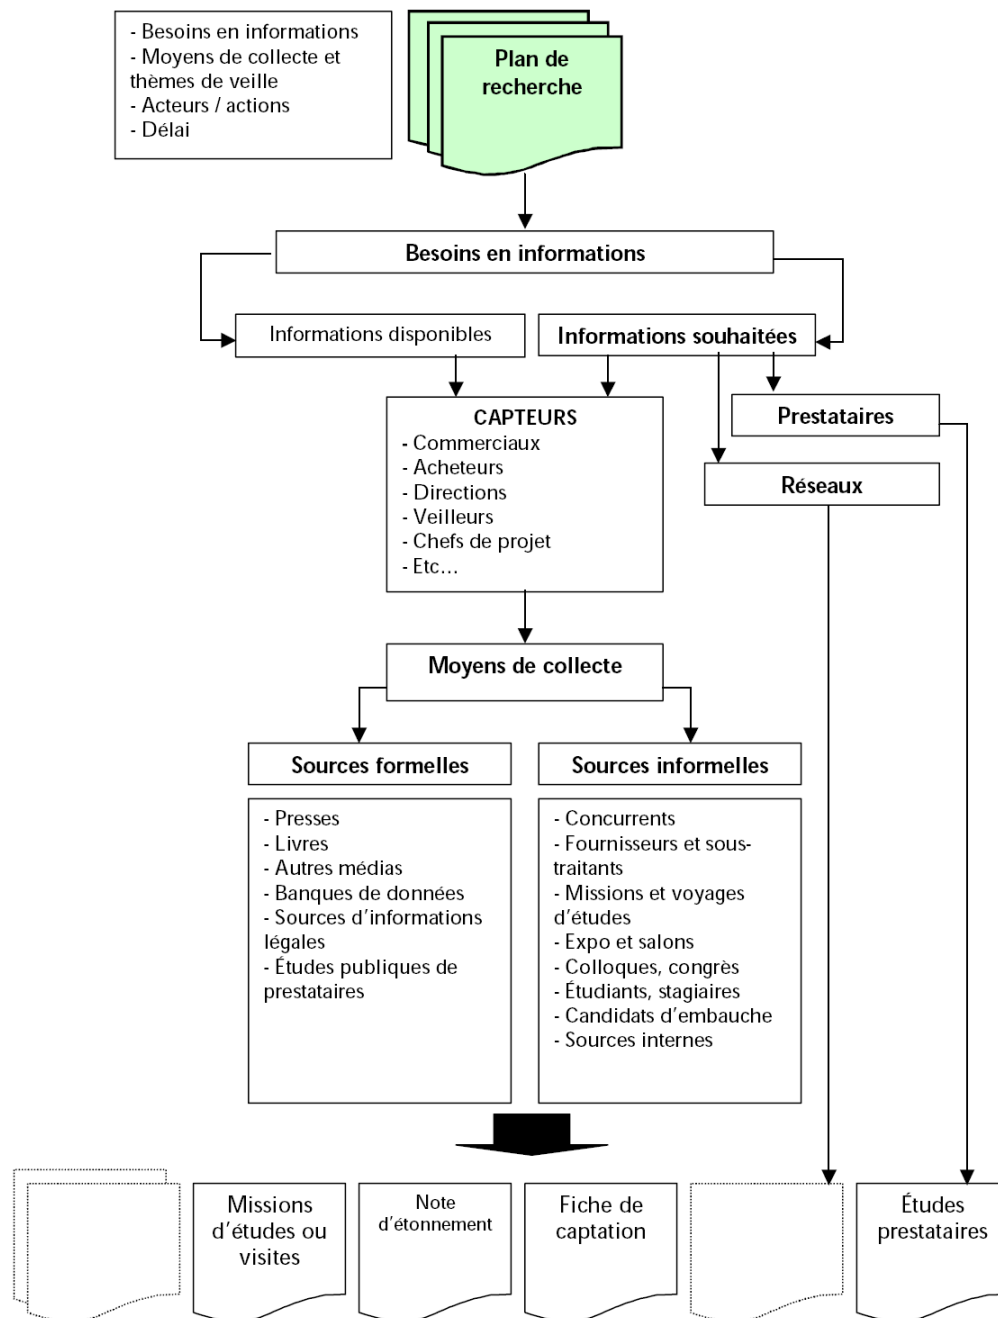 - Besoins en informations
- Moyens de collecte et
thèmes de veille
- Acteurs / actions
- Délai
Plan de
recherche
Besoins en informations
Informations disponibles
Informations souhaitées
CAPTEURS
- Commerciaux
- Acheteurs
- Directions
- Veilleurs
- Chefs de projet
- Etc…
Prestataires
Réseaux
Moyens de collecte
Sources formelles
- Presses
- Livres
- Autres médias
- Banques de données
- Sources d'informations
légales
- Études publiques de
prestataires
Sources informelles
- Concurrents
- Fournisseurs et sous-
traitants
- Missions et voyages
d'études
- Expo et salons
- Colloques, congrès
- Étudiants, stagiaires
- Candidats d'embauche
- Sources internes
Missions
d'études ou
visites
Note
d'étonnement
Fiche de
captation
Études
prestataires